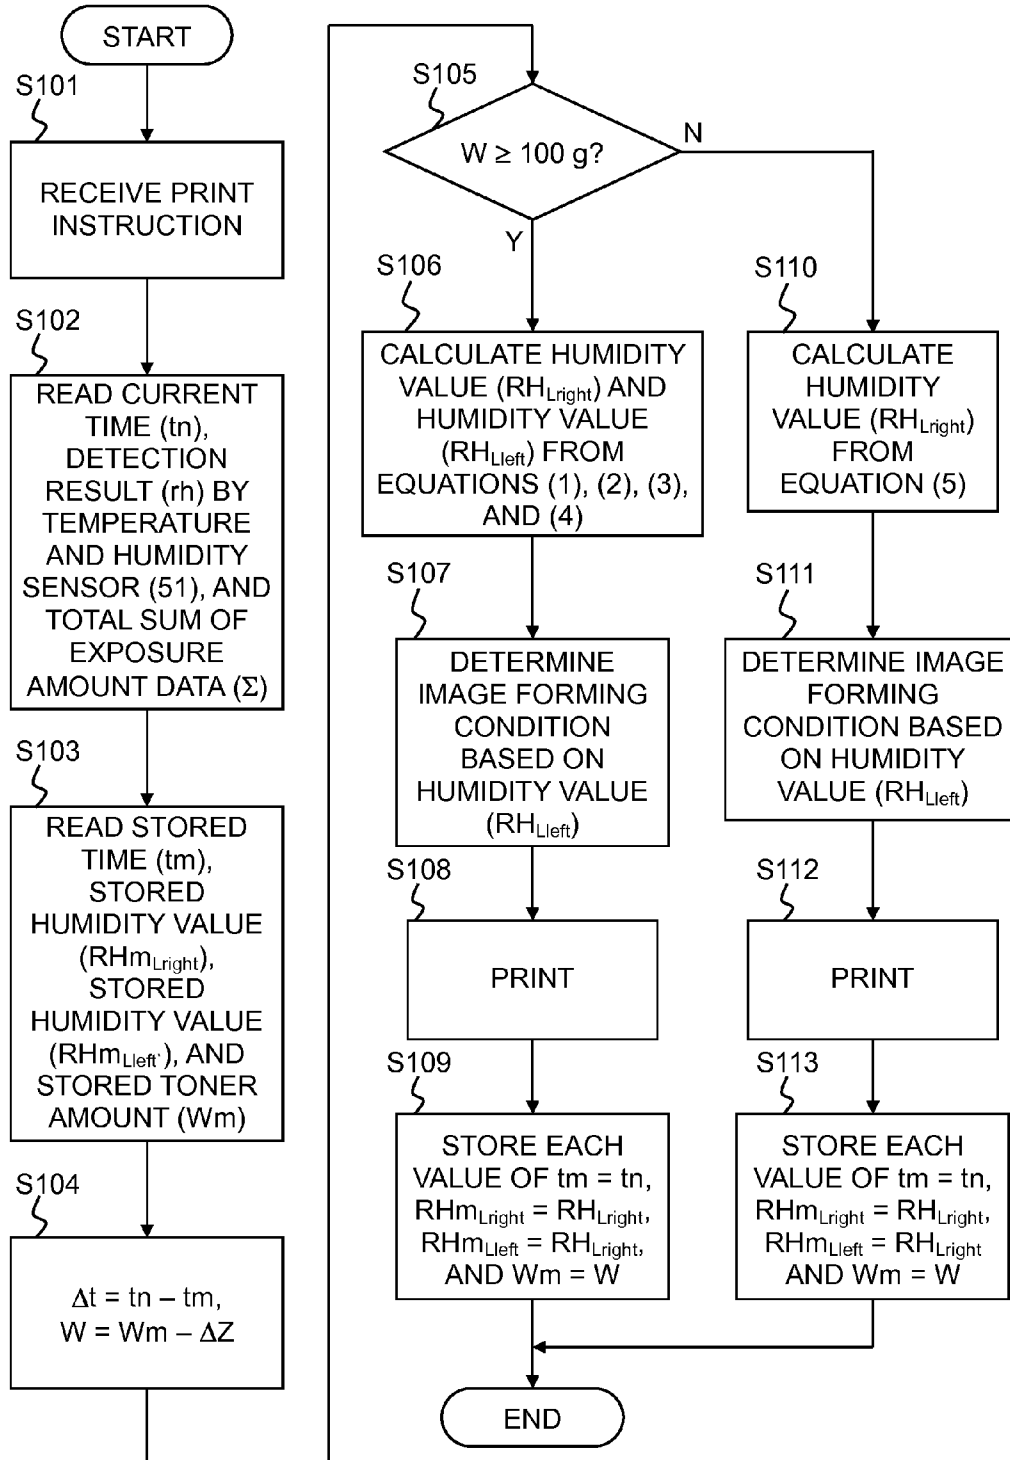 START
S101
RECEIVE PRINT
INSTRUCTION
S102
READ CURRENT
TIME (tn),
DETECTION
RESULT (rh) BY
TEMPERATURE
AND HUMIDITY
SENSOR (51), AND
TOTAL SUM OF
EXPOSURE
AMOUNT DATA (Σ)
S103
READ STORED
TIME (tm),
STORED
HUMIDITY VALUE
(RHmLright),
STORED
HUMIDITY VALUE
(RHmLleft`), AND
STORED TONER
AMOUNT (Wm)
S104
Δt = tn – tm,
W = Wm – ΔZ
S105
W ≥ 100 g?
N
Y
S106
CALCULATE HUMIDITY
VALUE (RHLright) AND
HUMIDITY VALUE
(RHLleft) FROM
EQUATIONS (1), (2), (3),
AND (4)
S107
DETERMINE
IMAGE FORMING
CONDITION
BASED ON
HUMIDITY VALUE
(RHLleft)
S108
PRINT
S109
STORE EACH
VALUE OF tm = tn,
RHmLright = RHLright,
RHmLleft = RHLright,
AND Wm = W
S110
CALCULATE
HUMIDITY
VALUE (RHLright)
FROM
EQUATION (5)
S111
DETERMINE IMAGE
FORMING
CONDITION BASED
ON HUMIDITY
VALUE (RHLleft)
S112
PRINT
S113
STORE EACH
VALUE OF tm = tn,
RHmLright = RHLright,
RHmLleft = RHLright
AND Wm = W
END